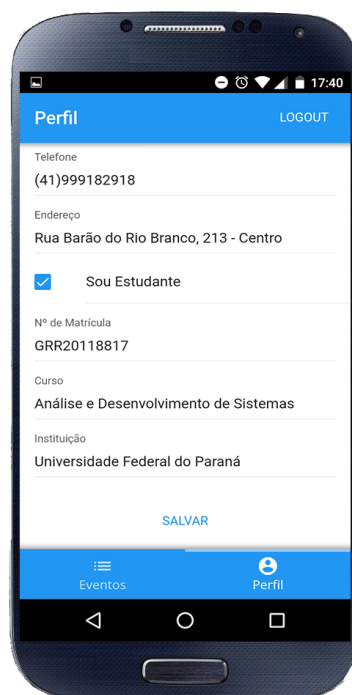 17:40
Perfil
LOGOUT
Telefone
(41)999182918
Endereço
Rua Barão do Rio Branco, 213 - Centro
Sou Estudante
Nº de Matrícula
GRR20118817
Curso
Análise e Desenvolvimento de Sistemas
Instituição
Universidade Federal do Paraná
SALVAR
Eventos
Perfil